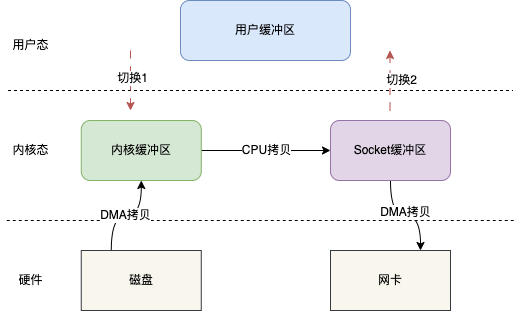 用户态
用户缓冲区
切换1
切换2
内核态
内核缓冲区
CPU拷贝
Socket缓冲区
DMA拷贝
DMA拷贝
硬件
磁盘
网卡